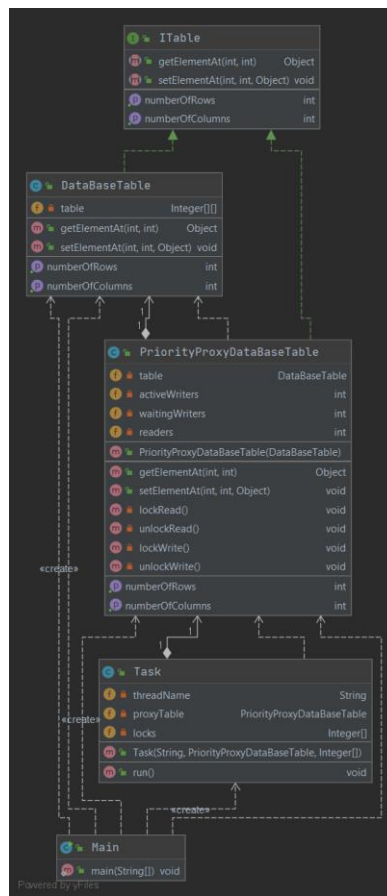 ITable
getElementAt(int, int) Object
setElementAt(int, int, Object) void
numberOfRows int
numberOfColumns int
DataBaseTable
table Integer[][]
getElementAt(int, int) Object
setElementAt(int, int, Object) void
numberOfRows int
numberOfColumns int
1
1
PriorityProxyDataBaseTable
table DataBaseTable
activeWriters int
waitingWriters int
readers int
PriorityProxyDataBaseTable(DataBaseTable)
getElementAt(int, int) Object
setElementAt(int, int, Object) void
lockRead() void
unlockRead() void
lockWrite() void
unlockWrite() void
numberOfRows int
numberOfColumns int
«create»
1
1
Task
threadName String
proxyTable PriorityProxyDataBaseTable
locks Integer[]
Task(String, PriorityProxyDataBaseTable, Integer[])
run() void
«create»
«create»
Main
main(String[]) void
Powered by yFiles